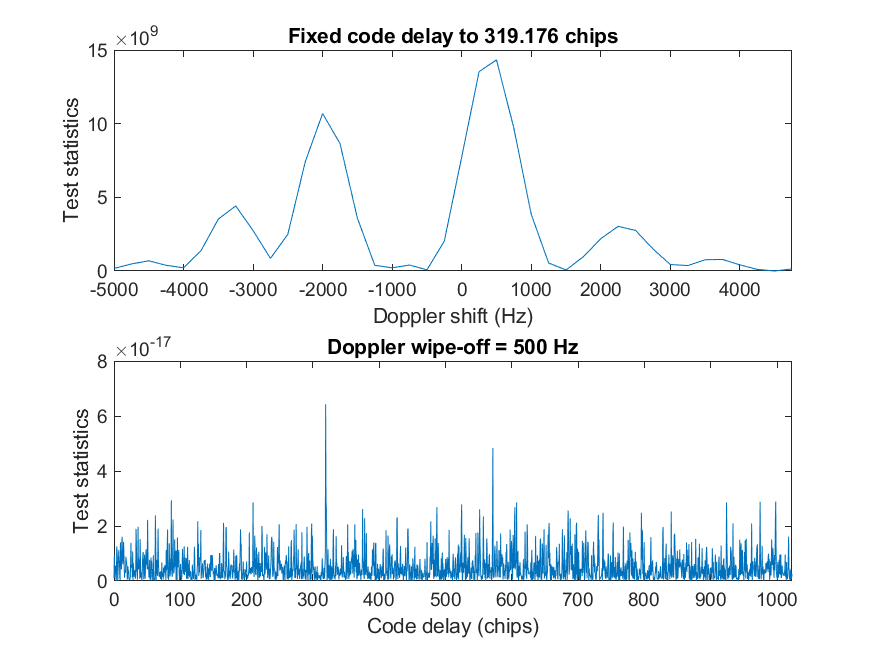 Fixed code delay to 319.176 chips
×10^9
15
10
5
0
Test statistics
-5000 -4000 -3000 -2000 -1000 0 1000 2000 3000 4000
Doppler shift (Hz)
Doppler wipe-off = 500 Hz
×10^-17
8
6
4
2
0
Test statistics
0 100 200 300 400 500 600 700 800 900 1000
Code delay (chips)